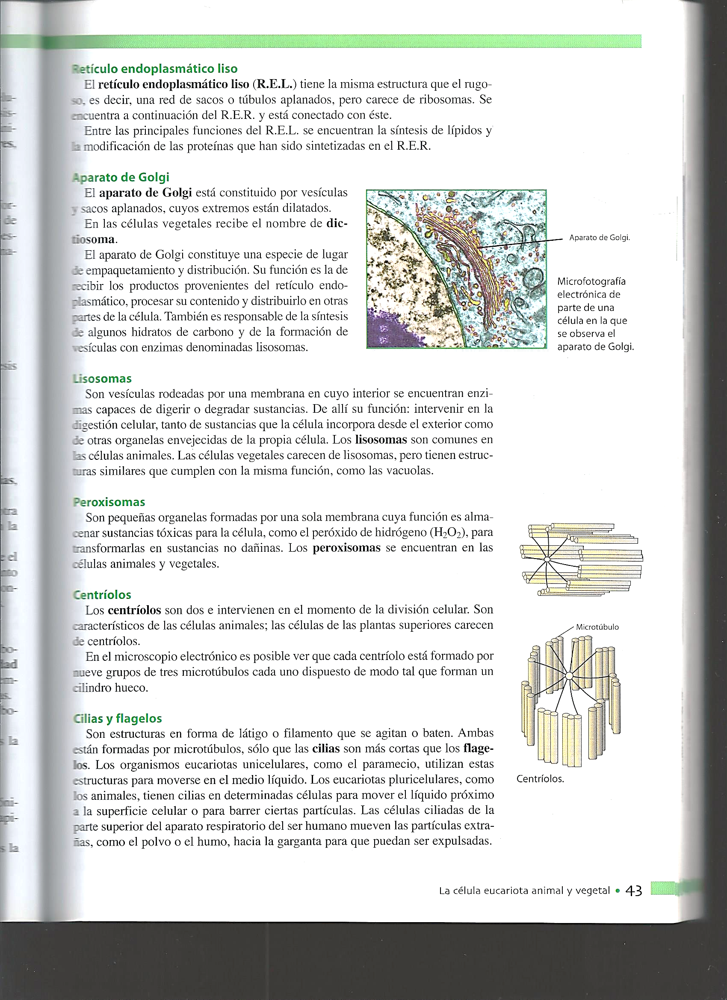 Retículo endoplasmático liso
El retículo endoplasmático liso (R.E.L.) tiene la misma estructura que el rugo-
so, es decir, una red de sacos o túbulos aplanados, pero carece de ribosomas. Se
encuentra a continuación del R.E.R. y está conectado con éste.
Entre las principales funciones del R.E.L. se encuentran la síntesis de lípidos y
la modificación de las proteínas que han sido sintetizadas en el R.E.R.
Aparato de Golgi
El aparato de Golgi está constituido por vesículas
y sacos aplanados, cuyos extremos están dilatados.
En las células vegetales recibe el nombre de dic-
tiosoma.
El aparato de Golgi constituye una especie de lugar
de empaquetamiento y distribución. Su función es la de
recibir los productos provenientes del retículo endo-
plasmático, procesar su contenido y distribuirlo en otras
partes de la célula. También es responsable de la síntesis
de algunos hidratos de carbono y de la formación de
vesículas con enzimas denominadas lisosomas.
Aparato de Golgi.
Microfotografía
electrónica de
parte de una
célula en la que
se observa el
aparato de Golgi.
Lisosomas
Son vesículas rodeadas por una membrana en cuyo interior se encuentran enzi-
mas capaces de digerir o degradar sustancias. De allí su función: intervenir en la
digestión celular, tanto de sustancias que la célula incorpora desde el exterior como
de otras organelas envejecidas de la propia célula. Los lisosomas son comunes en
las células animales. Las células vegetales carecen de lisosomas, pero tienen estruc-
turas similares que cumplen con la misma función, como las vacuolas.
Peroxisomas
Son pequeñas organelas formadas por una sola membrana cuya función es alma-
cenar sustancias tóxicas para la célula, como el peróxido de hidrógeno (H₂O₂), para
transformarlas en sustancias no dañinas. Los peroxisomas se encuentran en las
células animales y vegetales.
Centríolos
Los centríolos son dos e intervienen en el momento de la división celular. Son
característicos de las células animales; las células de las plantas superiores carecen
de centríolos.
En el microscopio electrónico es posible ver que cada centríolo está formado por
nueve grupos de tres microtúbulos cada uno dispuesto de modo tal que forman un
cilindro hueco.
Microtúbulo
Centríolos.
Cilias y flagelos
Son estructuras en forma de látigo o filamento que se agitan o baten. Ambas
están formadas por microtúbulos, sólo que las cilias son más cortas que los flage-
los. Los organismos eucariotas unicelulares, como el paramecio, utilizan estas
estructuras para moverse en el medio líquido. Los eucariotas pluricelulares, como
los animales, tienen cilias en determinadas células para mover el líquido próximo
a la superficie celular o para barrer ciertas partículas. Las células ciliadas de la
parte superior del aparato respiratorio del ser humano mueven las partículas extra-
ñas, como el polvo o el humo, hacia la garganta para que puedan ser expulsadas.
La célula eucariota animal y vegetal • 43